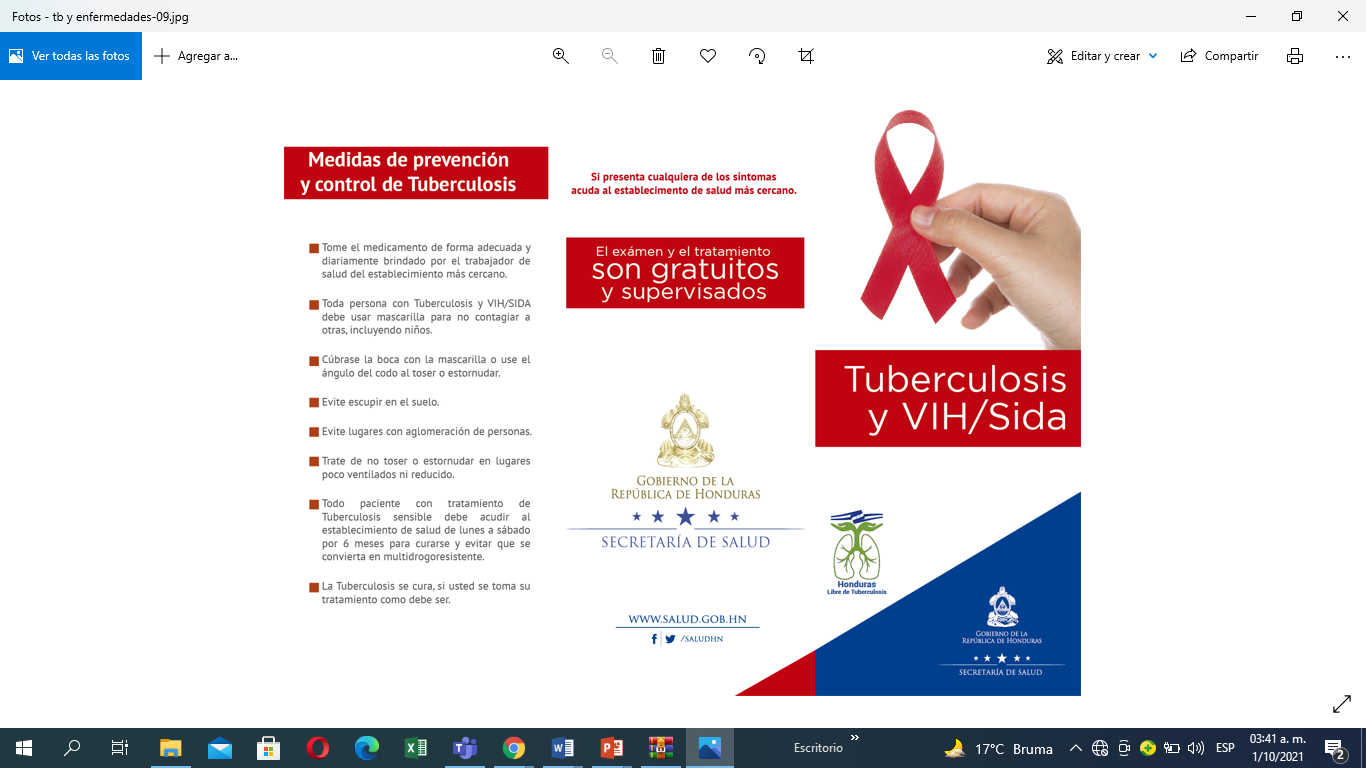 Fotos - tb y enfermedades-09.jpg
Ver todas las fotos
Agregar a...
Editar y crear
Compartir
Medidas de prevención
y control de Tuberculosis
Tome el medicamento de forma adecuada y
diariamente brindado por el trabajador de
salud del establecimiento más cercano.
Toda persona con Tuberculosis y VIH/SIDA
debe usar mascarilla para no contagiar a
otras, incluyendo niños.
Cúbrase la boca con la mascarilla o use el
ángulo del codo al toser o estornudar.
Evite escupir en el suelo.
Evite lugares con aglomeración de personas.
Trate de no toser o estornudar en lugares
poco ventilados ni reducido.
Todo paciente con tratamiento de
Tuberculosis sensible debe acudir al
establecimiento de salud de lunes a sábado
por 6 meses para curarse y evitar que se
convierta en multidrogoresistente.
La Tuberculosis se cura, si usted se toma su
tratamiento como debe ser.
Si presenta cualquiera de los síntomas
acuda al establecimiento de salud más cercano.
El exámen y el tratamiento
son gratuitos
y supervisados
GOBIERNO DE LA
REPÚBLICA DE HONDURAS
SECRETARÍA DE SALUD
WWW.SALUD.GOB.HN
/SALUDHN
Tuberculosis
y VIH/Sida
Honduras
Libre de Tuberculosis
GOBIERNO DE LA
REPÚBLICA DE HONDURAS
SECRETARÍA DE SALUD
Escritorio
17°C Bruma
ESP
03:41 a. m.
1/10/2021
2